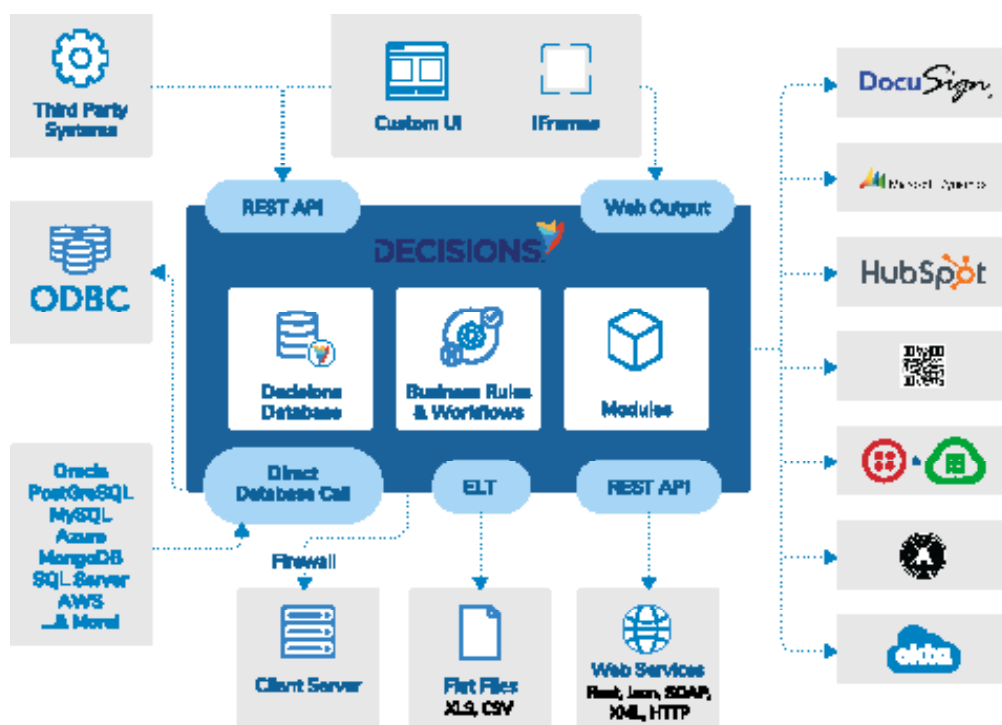 Third Party
Systems
Custom UI
IFrames
DocuSign
REST API
Web Output
Microsoft Dynamics
DECISIONS
ODBC
HubSpot
Decisions
Database
Business Rules
& Workflows
Modules
Oracle
PostGreSQL
MySQL
Azure
MongoDB
SQL Server
AWS
...& More!
Direct
Database Call
ELT
REST API
&
Firewall
Client Server
Flat Files
XLS, CSV
Web Services
Rest, Json, SOAP,
XML, HTTP
okta